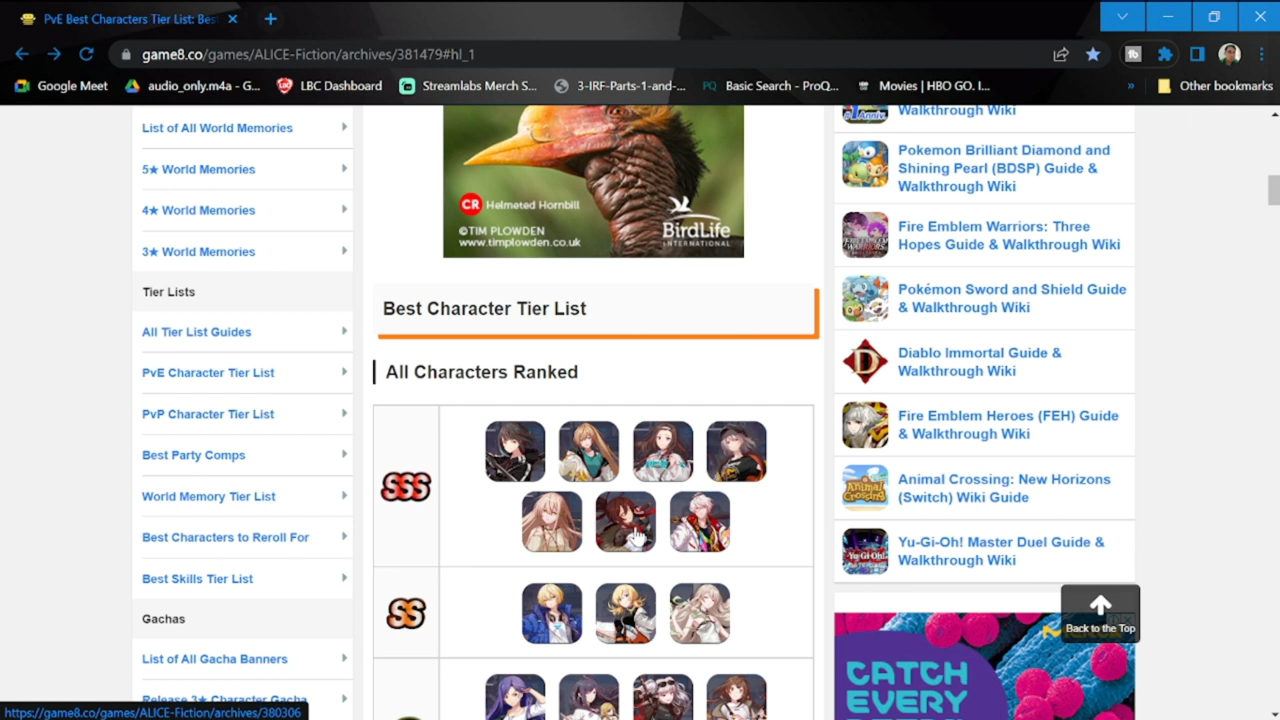 PvE Best Characters Tier List: Bes
game8.co/games/ALICE-Fiction/archives/381479#hl_1
Google Meet
audio_only.m4a - G...
LBC Dashboard
Streamlabs Merch S...
3-IRF-Parts-1-and-...
PQ
Basic Search - ProQ...
Movies | HBO GO. I...
»
Other bookmarks
List of All World Memories
5★ World Memories
4★ World Memories
3★ World Memories
Tier Lists
All Tier List Guides
PvE Character Tier List
PvP Character Tier List
Best Party Comps
World Memory Tier List
Best Characters to Reroll For
Best Skills Tier List
Gachas
List of All Gacha Banners
Release 3★ Character Gacha
https://game8.co/games/ALICE-Fiction/archives/380306
CR Helmeted Hornbill
©TIM PLOWDEN
www.timplowden.co.uk
BirdLife
INTERNATIONAL
Best Character Tier List
All Characters Ranked
SSS
SS
Walkthrough Wiki
Pokemon Brilliant Diamond and
Shining Pearl (BDSP) Guide &
Walkthrough Wiki
Fire Emblem Warriors: Three
Hopes Guide & Walkthrough Wiki
Pokémon Sword and Shield Guide
& Walkthrough Wiki
Diablo Immortal Guide &
Walkthrough Wiki
Fire Emblem Heroes (FEH) Guide
& Walkthrough Wiki
Animal Crossing: New Horizons
(Switch) Wiki Guide
Yu-Gi-Oh! Master Duel Guide &
Walkthrough Wiki
Back to the Top
CATCH
EVERY